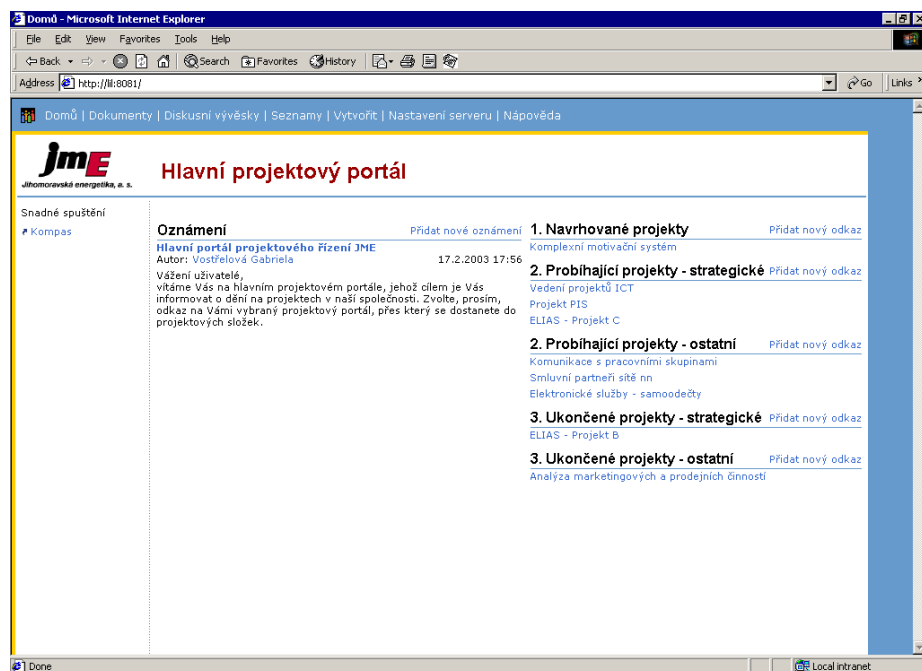 Domů - Microsoft Internet Explorer
File Edit View Favorites Tools Help
Back Search Favorites History
Address http://lil:8081/ Go Links
Domů | Dokumenty | Diskusní vývěsky | Seznamy | Vytvořit | Nastavení serveru | Nápověda
jmE
Jihomoravská energetika, a. s.
Hlavní projektový portál
Snadné spuštění
Kompas
Oznámení Přidat nové oznámení
Hlavní portál projektového řízení JME
Autor: Vostřelová Gabriela 17.2.2003 17:56
Vážení uživatelé,
vítáme Vás na hlavním projektovém portále, jehož cílem je Vás
informovat o dění na projektech v naší společnosti. Zvolte, prosím,
odkaz na Vámi vybraný projektový portál, přes který se dostanete do
projektových složek.
1. Navrhované projekty Přidat nový odkaz
Komplexní motivační systém
2. Probíhající projekty - strategické Přidat nový odkaz
Vedení projektů ICT
Projekt PIS
ELIAS - Projekt C
2. Probíhající projekty - ostatní Přidat nový odkaz
Komunikace s pracovními skupinami
Smluvní partneři sítě nn
Elektronické služby - samoodečty
3. Ukončené projekty - strategické Přidat nový odkaz
ELIAS - Projekt B
3. Ukončené projekty - ostatní Přidat nový odkaz
Analýza marketingových a prodejních činností
Done Local intranet